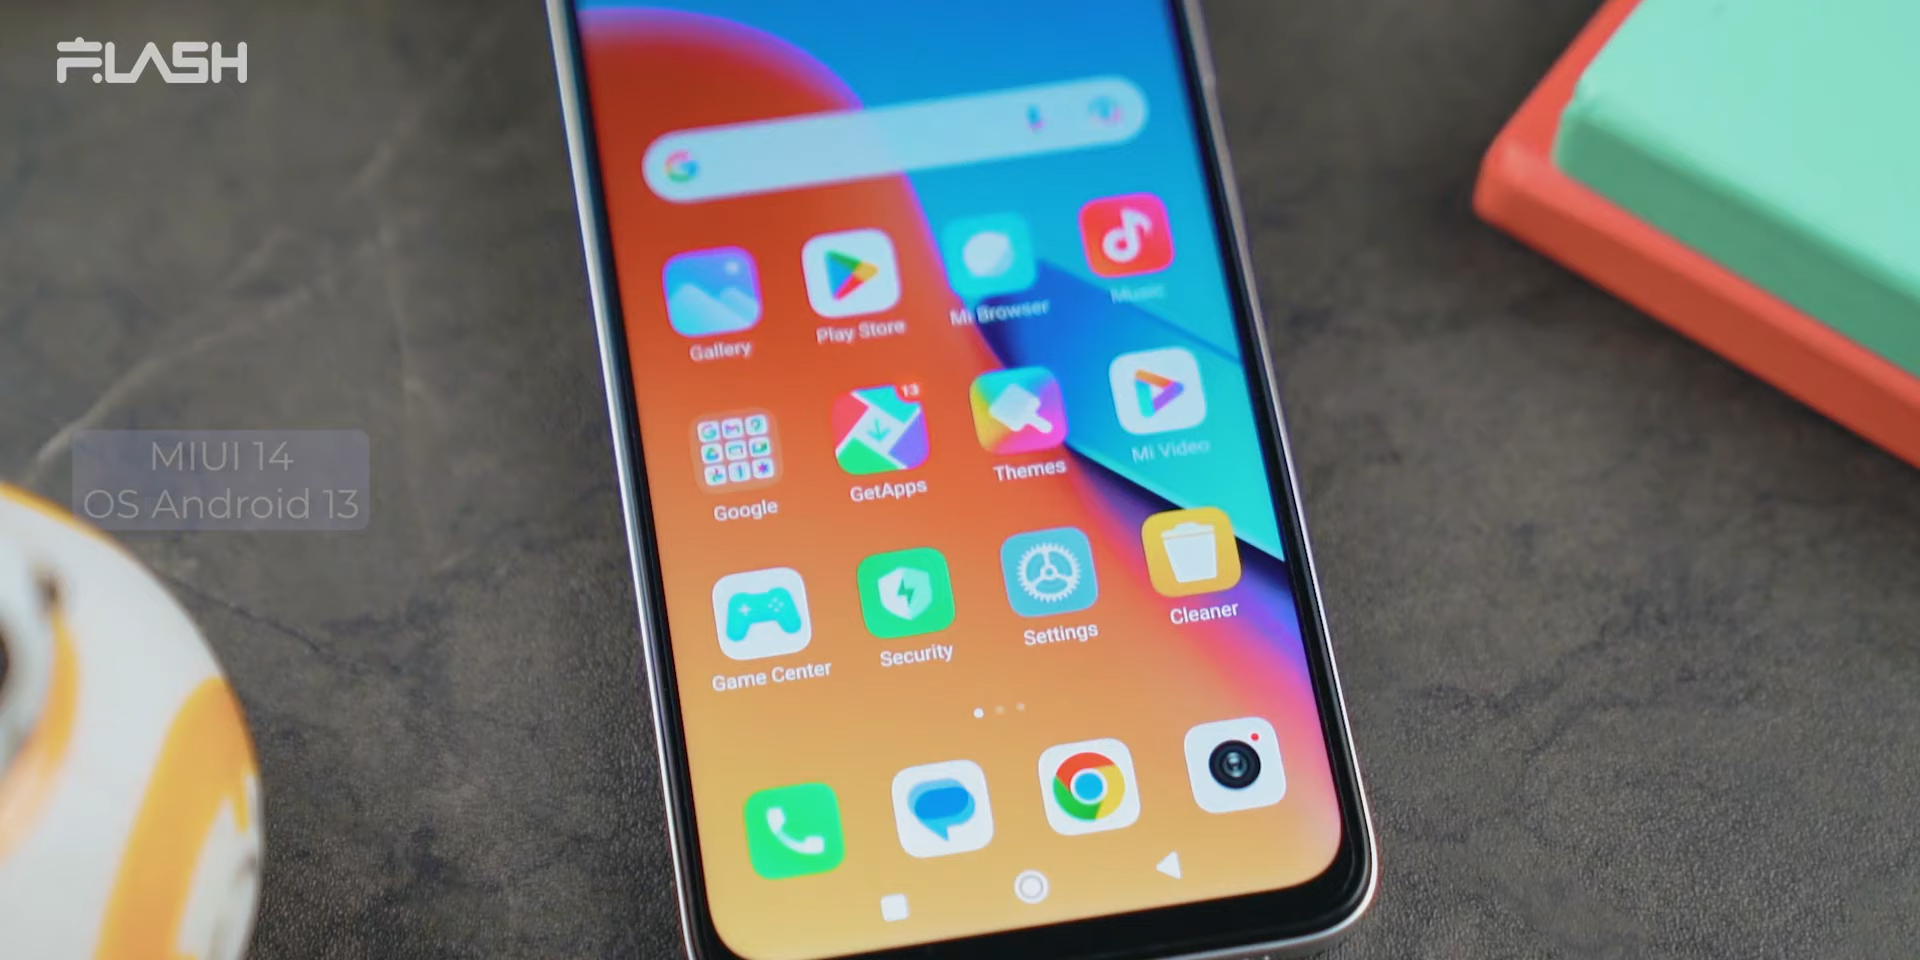 FLASH
Gallery
Play Store
Mi Browser
Music
Google
GetApps
13
Themes
Mi Video
Game Center
Security
Settings
Cleaner
MIUI 14
OS Android 13